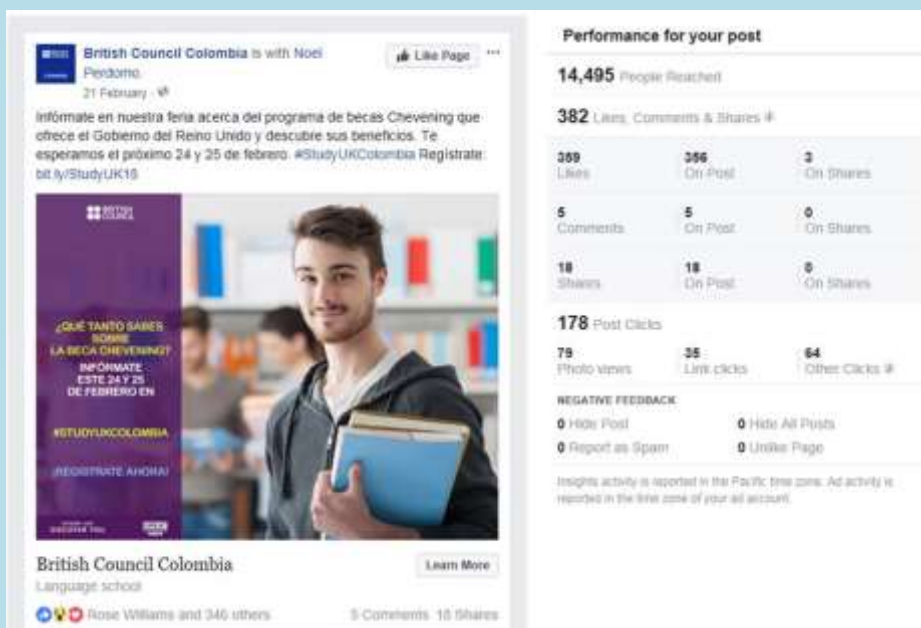 British Council Colombia is with Noel
Perdomo.
21 February
Like Page
Infórmate en nuestra feria acerca del programa de becas Chevening que
ofrece el Gobierno del Reino Unido y descubre sus beneficios. Te
esperamos el próximo 24 y 25 de febrero. #StudyUKColombia Regístrate:
bit.ly/StudyUK16
BRITISH
COUNCIL
¿QUÉ TANTO SABES
SOBRE
LA BECA CHEVENING?
INFÓRMATE
ESTE 24 Y 25
DE FEBRERO EN
#STUDYUKCOLOMBIA
¡REGÍSTRATE AHORA!
British Council Colombia
Language school
Learn More
Rose Williams and 346 others
5 Comments 18 Shares
Performance for your post
14,495 People Reached
382 Likes, Comments & Shares
359 356 3
Likes On Post On Shares
5 5 0
Comments On Post On Shares
18 18 0
Shares On Post On Shares
178 Post Clicks
79 35 64
Photo views Link clicks Other Clicks
NEGATIVE FEEDBACK
0 Hide Post 0 Hide All Posts
0 Report as Spam 0 Unlike Page
Insights activity is reported in the Pacific time zone. Ad activity is
reported in the time zone of your ad account.